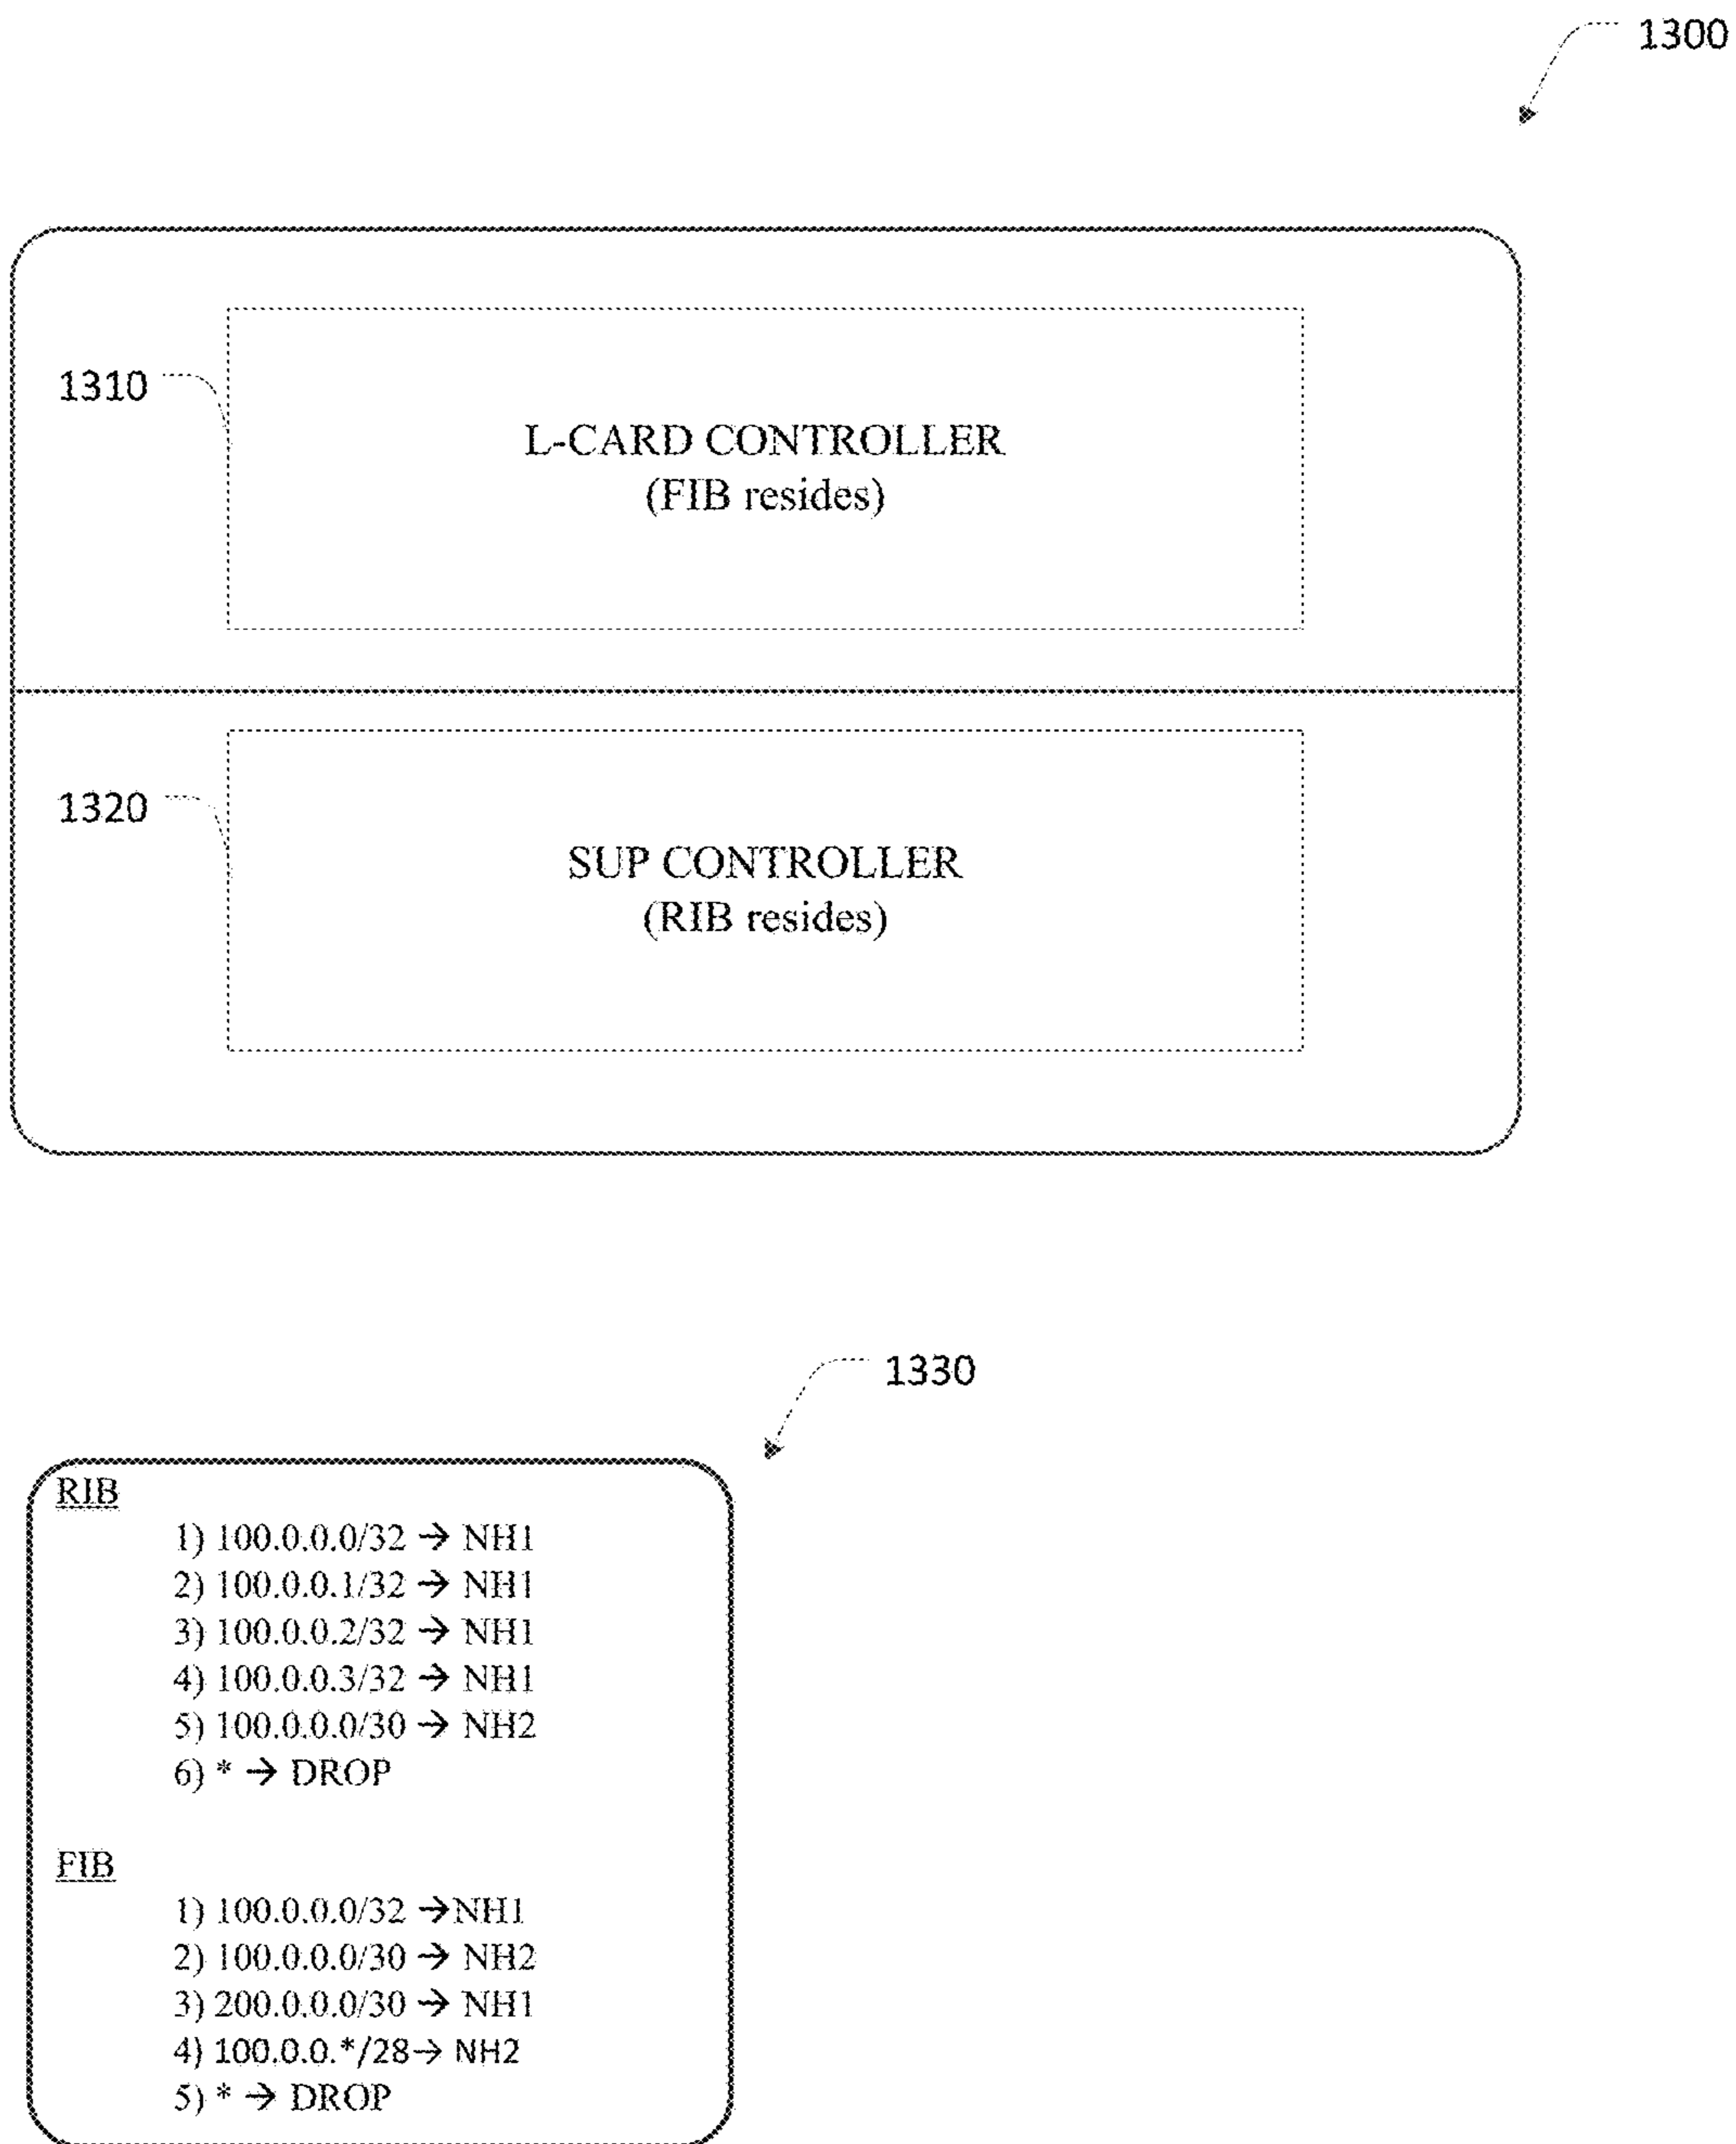 1300
1310
L-CARD CONTROLLER
(FIB resides)
1320
SUP CONTROLLER
(RIB resides)
1330
RIB
1) 100.0.0.0/32 → NH1
2) 100.0.0.1/32 → NH1
3) 100.0.0.2/32 → NH1
4) 100.0.0.3/32 → NH1
5) 100.0.0.0/30 → NH2
6) * → DROP
FIB
1) 100.0.0.0/32 →NH1
2) 100.0.0.0/30 → NH2
3) 200.0.0.0/30 → NH1
4) 100.0.0.*/28→ NH2
5) * → DROP